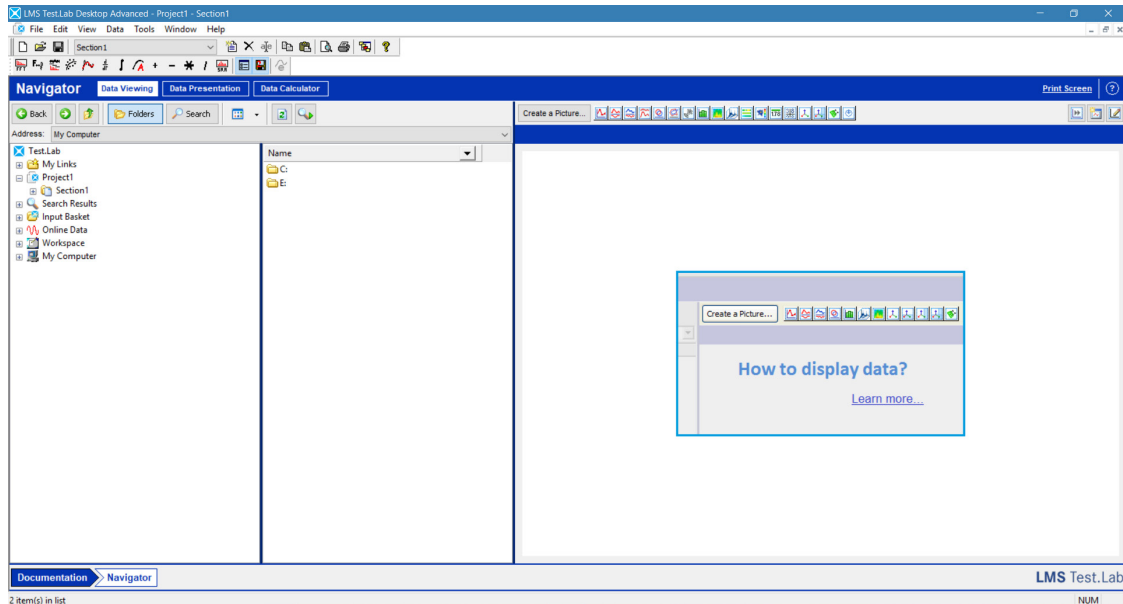 LMS Test.Lab Desktop Advanced - Project1 - Section1
File Edit View Data Tools Window Help
Section1
Navigator Data Viewing Data Presentation Data Calculator Print Screen
Back Folders Search Create a Picture...
Address: My Computer
Test.Lab
My Links
Project1
Section1
Search Results
Input Basket
Online Data
Workspace
My Computer
Name
C:
E:
Create a Picture...
How to display data?
Learn more...
Documentation Navigator LMS Test.Lab
2 item(s) in list NUM